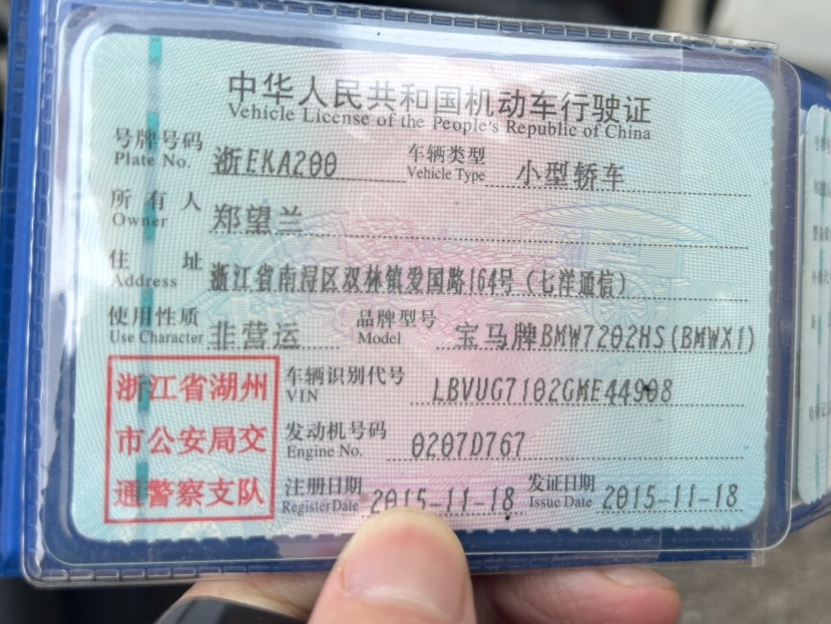 中华人民共和国机动车行驶证
Vehicle License of the People's Republic of China
号牌号码 浙EKA200 车辆类型 小型轿车
Plate No. Vehicle Type
所有人 郑望兰
Owner
住址 浙江省南浔区双林镇爱国路164号（七洋通信）
Address
使用性质 非营运 品牌型号 宝马牌BMW7202HS(BMWX1)
Use Character Model
浙江省湖州
市公安局交
通警察支队
车辆识别代号 LBVUG7102GME44908
VIN
发动机号码 0207D767
Engine No.
注册日期 2015-11-18 发证日期 2015-11-18
Register Date Issue Date